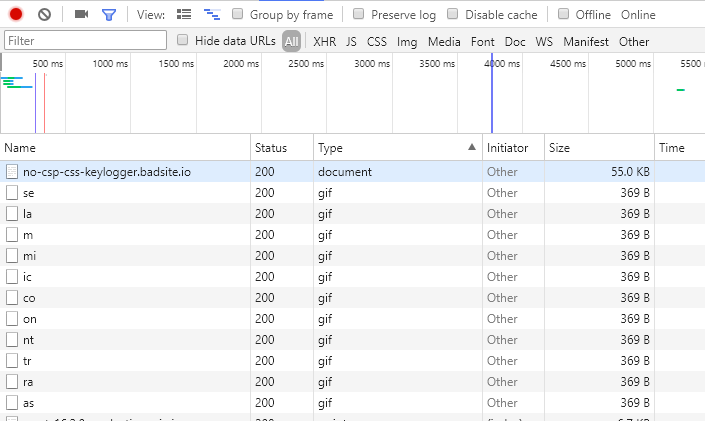 View: Group by frame Preserve log Disable cache Offline Online
Filter Hide data URLs All XHR JS CSS Img Media Font Doc WS Manifest Other
500 ms 1000 ms 1500 ms 2000 ms 2500 ms 3000 ms 3500 ms 4000 ms 4500 ms 5000 ms 5500
Name Status Type Initiator Size Time
no-csp-css-keylogger.badsite.io 200 document Other 55.0 KB
se 200 gif Other 369 B
la 200 gif Other 369 B
m 200 gif Other 369 B
mi 200 gif Other 369 B
ic 200 gif Other 369 B
co 200 gif Other 369 B
on 200 gif Other 369 B
nt 200 gif Other 369 B
tr 200 gif Other 369 B
ra 200 gif Other 369 B
as 200 gif Other 369 B